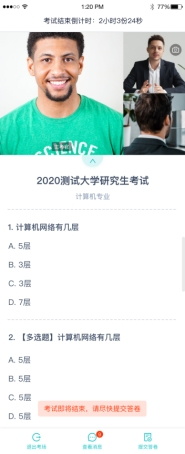 1:20 PM
77%
考试结束倒计时：2小时3份24秒
SCIENCE
2020测试大学研究生考试
计算机专业
1. 计算机网络有几层
A. 5层
B. 3层
C. 3层
D. 7层
2. 【多选题】计算机网络有几层
A. 5层
B. 5层
C. 5层
考试即将结束，请尽快提交答卷
D. 5层
退出考场
查看消息
提交答卷